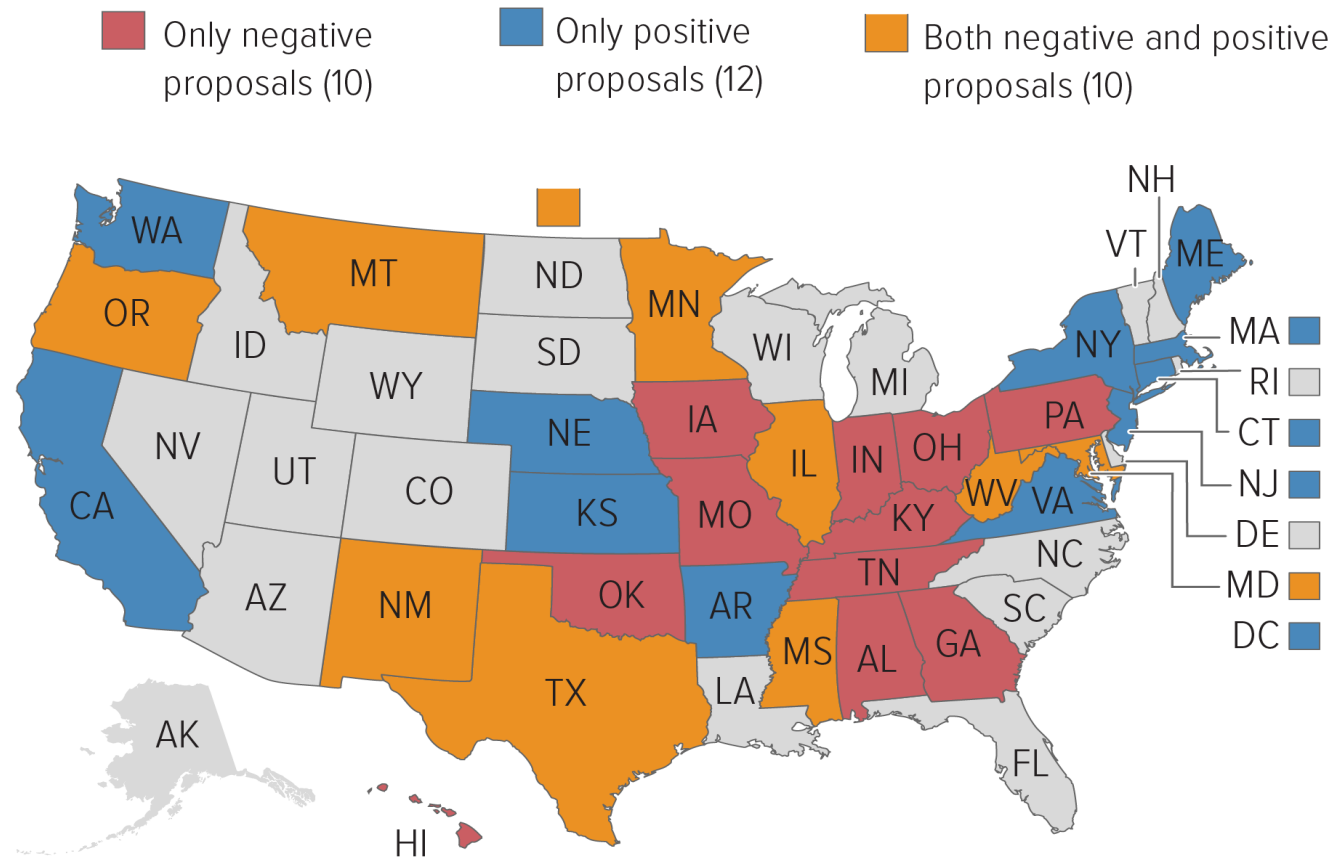 Only negative
proposals (10)
Only positive
proposals (12)
Both negative and positive
proposals (10)
NH
VT
ME
WA
MT
ND
MN
OR
ID
SD
WI
MI
NY
MA
WY
RI
NE
IA
PA
CT
NV
UT
CO
IL
IN
OH
NJ
CA
KS
MO
WV
VA
KY
DE
NC
AZ
NM
OK
AR
TN
SC
MD
MS
AL
GA
DC
TX
LA
AK
FL
HI